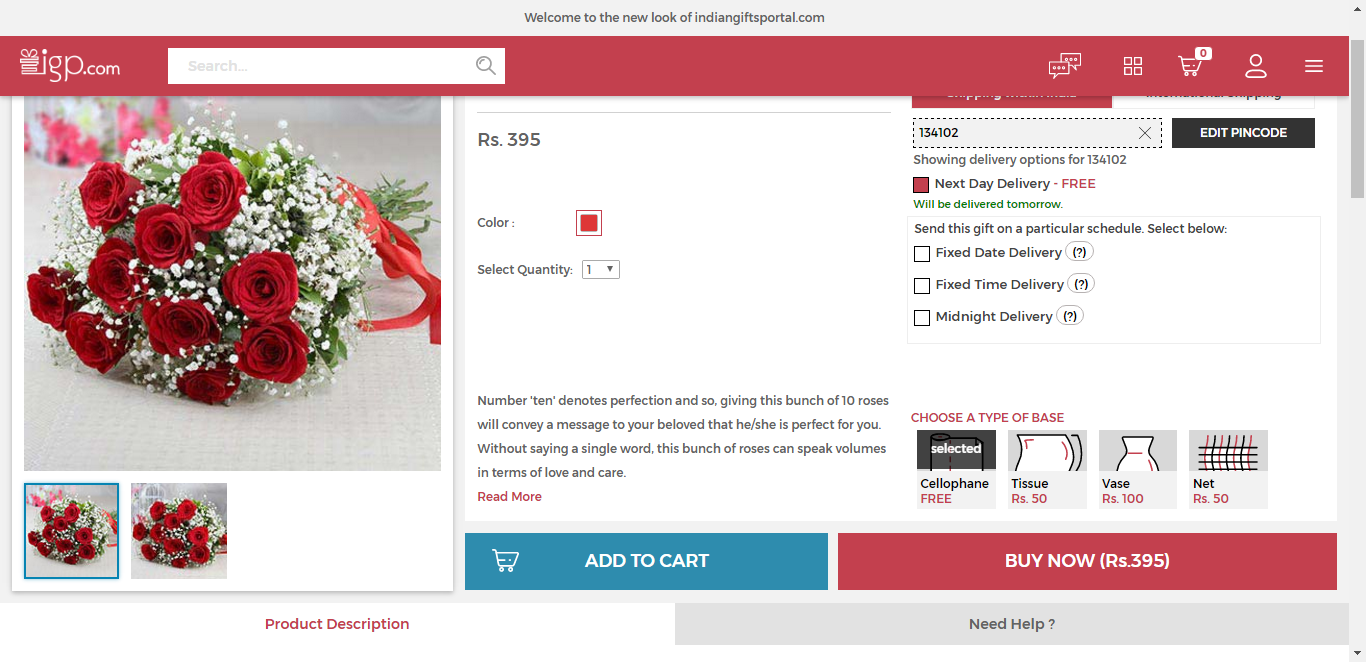 Welcome to the new look of indiangiftsportal.com
igp.com
Search...
0
Rs. 395
Color :
Select Quantity: 1
Number 'ten' denotes perfection and so, giving this bunch of 10 roses
will convey a message to your beloved that he/she is perfect for you.
Without saying a single word, this bunch of roses can speak volumes
in terms of love and care.
Read More
Shipping within India
International Shipping
134102
EDIT PINCODE
Showing delivery options for 134102
Next Day Delivery - FREE
Will be delivered tomorrow.
Send this gift on a particular schedule. Select below:
Fixed Date Delivery (?)
Fixed Time Delivery (?)
Midnight Delivery (?)
CHOOSE A TYPE OF BASE
selected
Cellophane
FREE
Tissue
Rs. 50
Vase
Rs. 100
Net
Rs. 50
ADD TO CART
BUY NOW (Rs.395)
Product Description
Need Help ?